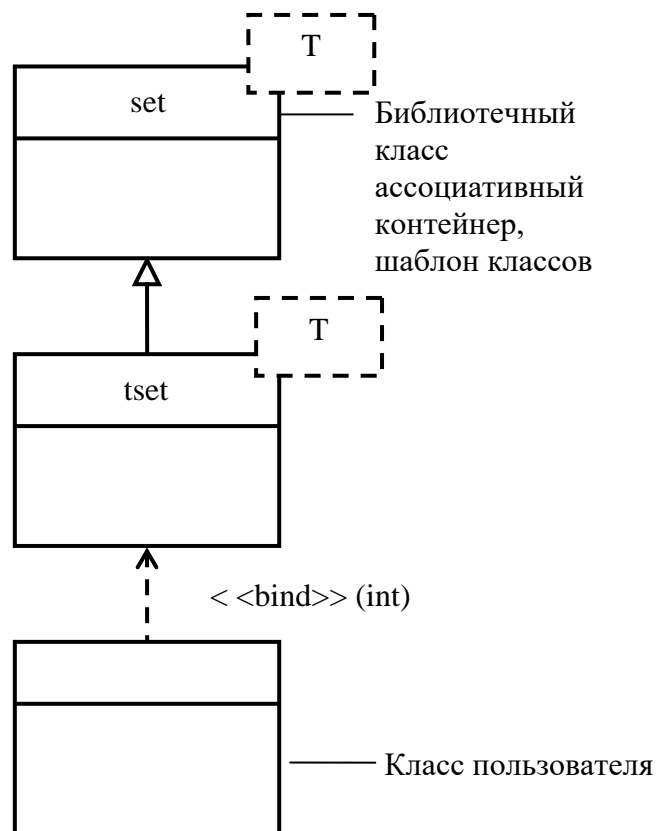 T
set
Библиотечный
класс
ассоциативный
контейнер,
шаблон классов
T
tset
< <bind>> (int)
Класс пользователя